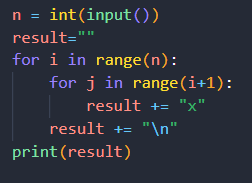 n = int(input())
result=""
for i in range(n):
    for j in range(i+1):
        result += "x"
    result += "\n"
print(result)